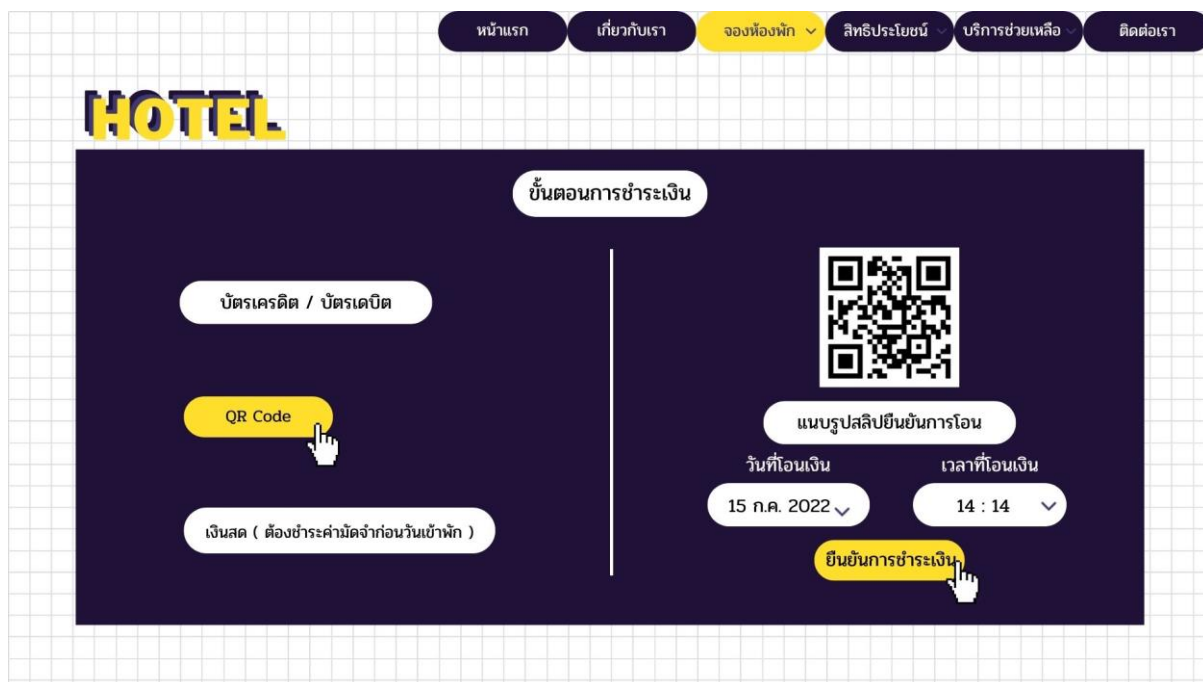 หน้าแรก เกี่ยวกับเรา จองห้องพัก สิทธิประโยชน์ บริการช่วยเหลือ ติดต่อเรา
HOTEL
ขั้นตอนการชำระเงิน
บัตรเครดิต / บัตรเดบิต
QR Code
เงินสด ( ต้องชำระค่ามัดจำก่อนวันเข้าพัก )
แนบรูปสลิปยืนยันการโอน
วันที่โอนเงิน เวลาที่โอนเงิน
15 ก.ค. 2022 14 : 14
ยืนยันการชำระเงิน